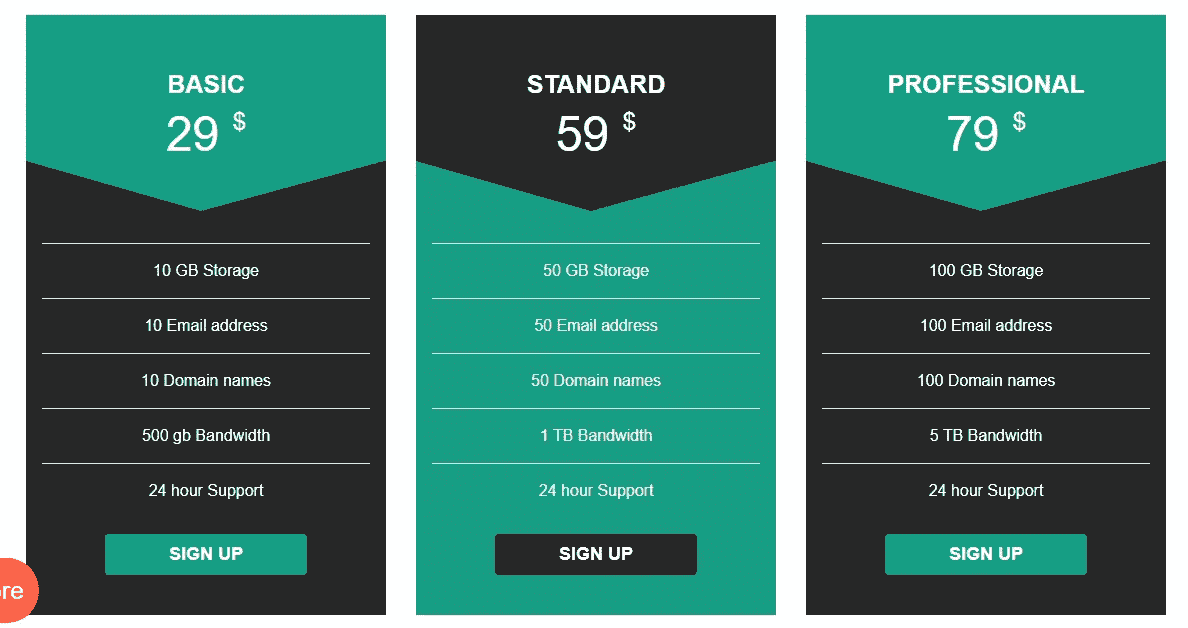 BASIC
29 $
10 GB Storage
10 Email address
10 Domain names
500 gb Bandwidth
24 hour Support
SIGN UP
STANDARD
59 $
50 GB Storage
50 Email address
50 Domain names
1 TB Bandwidth
24 hour Support
SIGN UP
PROFESSIONAL
79 $
100 GB Storage
100 Email address
100 Domain names
5 TB Bandwidth
24 hour Support
SIGN UP